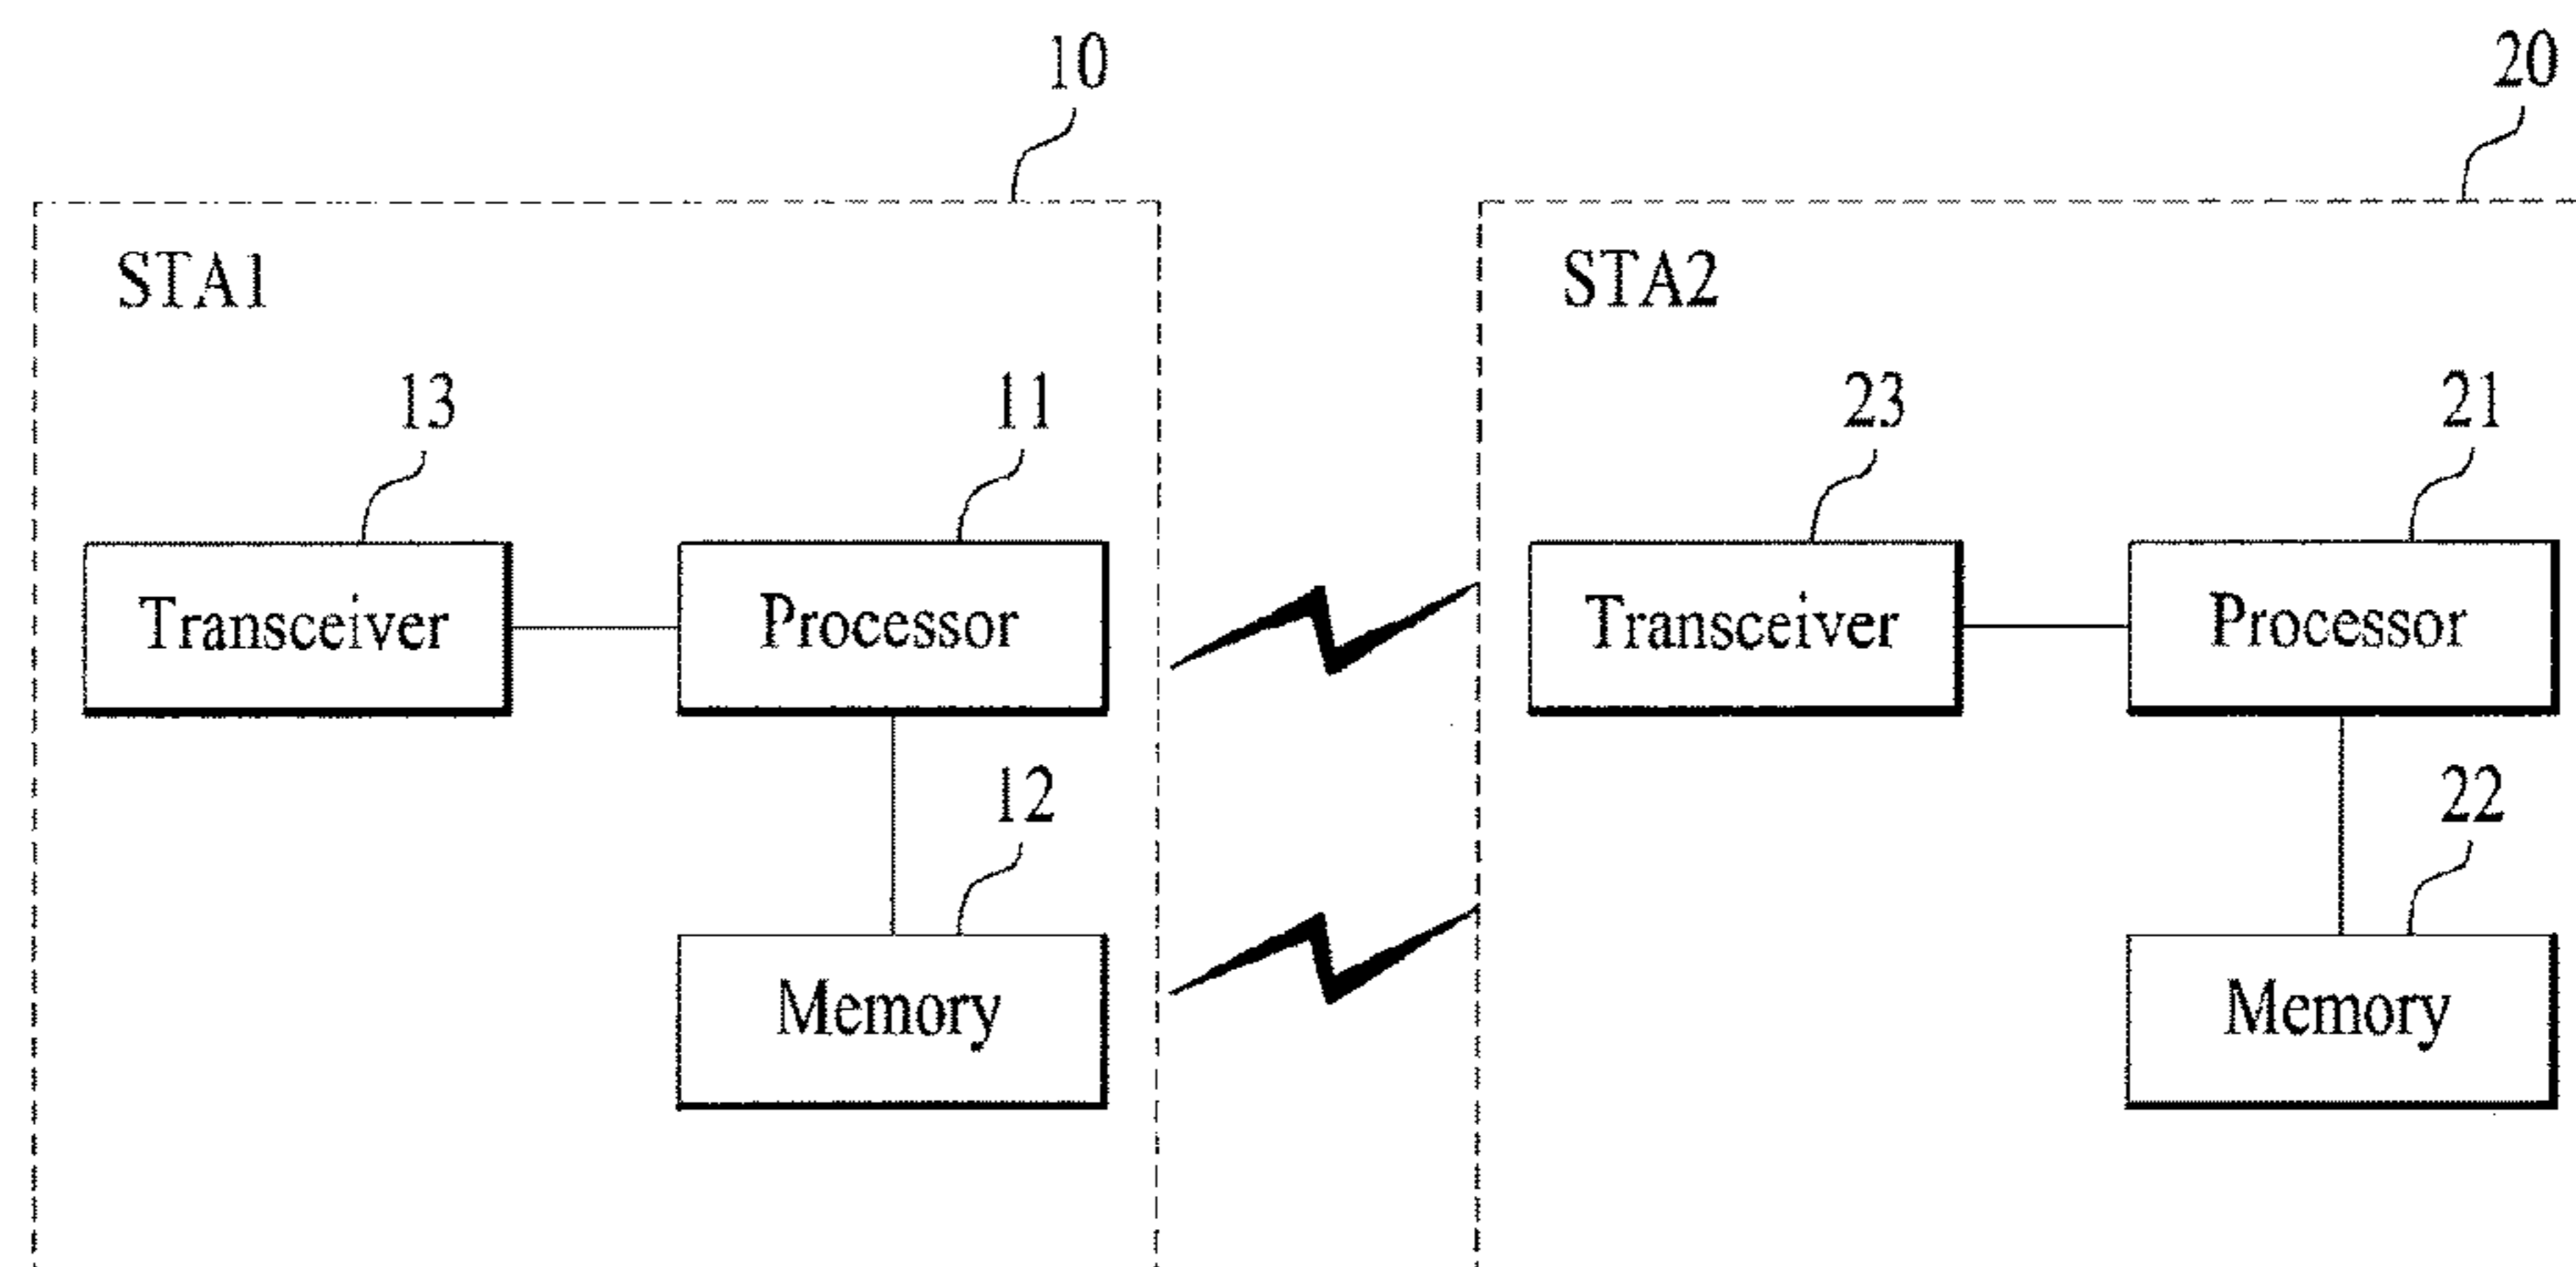 10
20
STA1
STA2
13
11
23
21
Transceiver
Processor
Transceiver
Processor
12
22
Memory
Memory